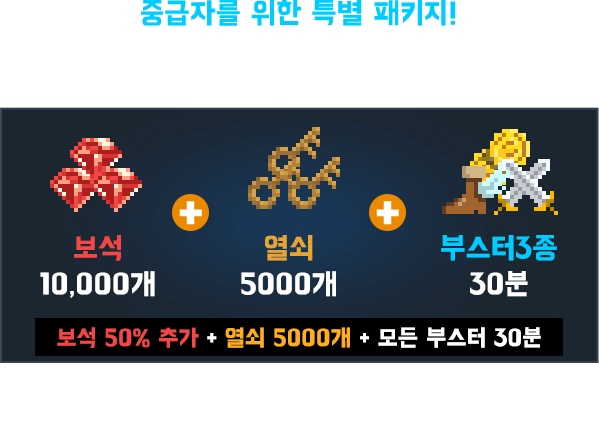 중급자를 위한 특별 패키지!
보석 열쇠 부스터3종
10,000개 5000개 30분
보석 50% 추가 + 열쇠 5000개 + 모든 부스터 30분